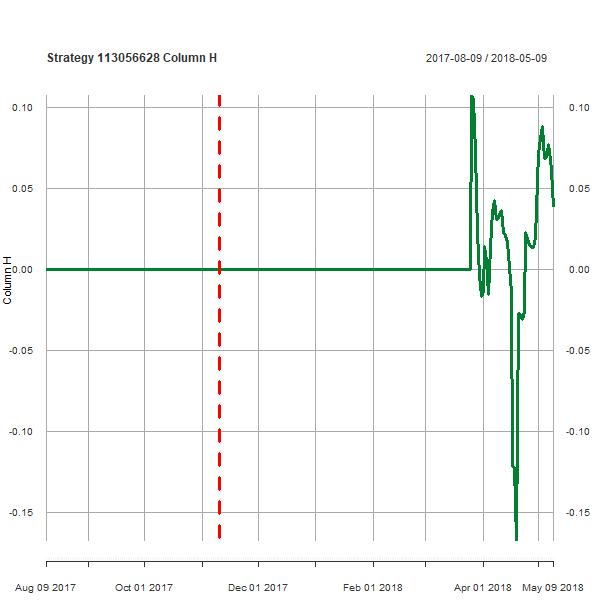 Strategy 113056628 Column H
2017-08-09 / 2018-05-09
0.10 0.10
0.05 0.05
0.00 0.00
Column H
-0.05 -0.05
-0.10 -0.10
-0.15 -0.15
Aug 09 2017 Oct 01 2017 Dec 01 2017 Feb 01 2018 Apr 01 2018 May 09 2018